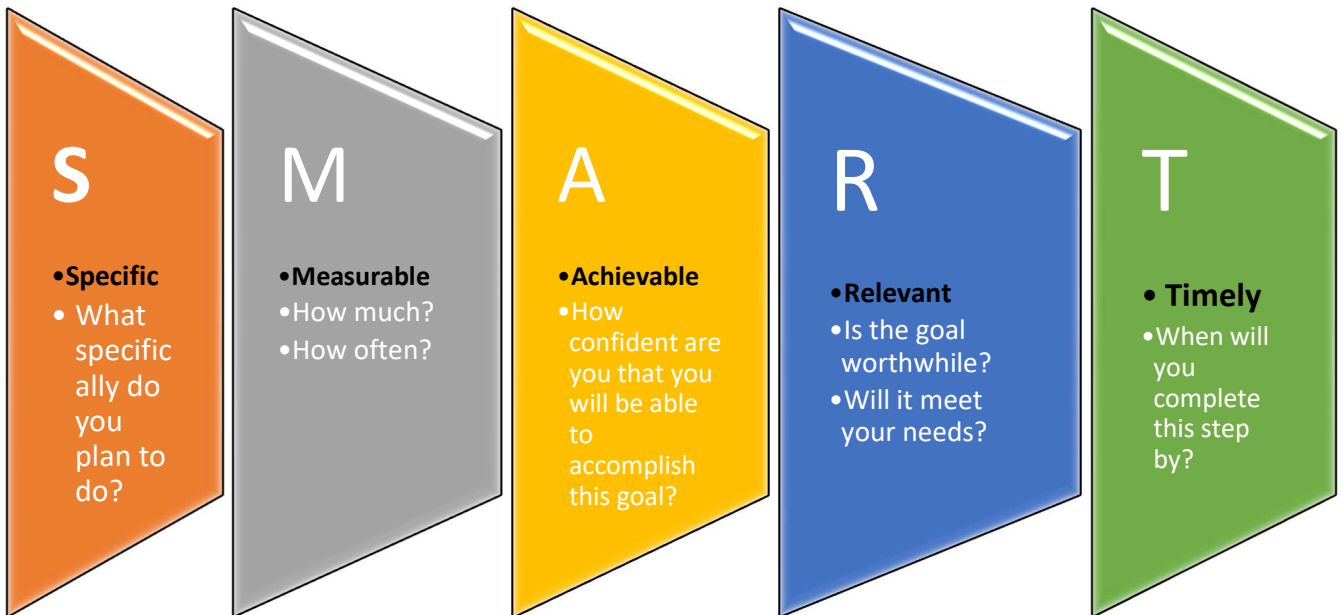 S
•Specific
• What
specific
ally do
you
plan to
do?
M
•Measurable
•How much?
•How often?
A
•Achievable
•How
confident are
you that you
will be able
to
accomplish
this goal?
R
•Relevant
•Is the goal
worthwhile?
•Will it meet
your needs?
T
• Timely
•When will
you
complete
this step
by?